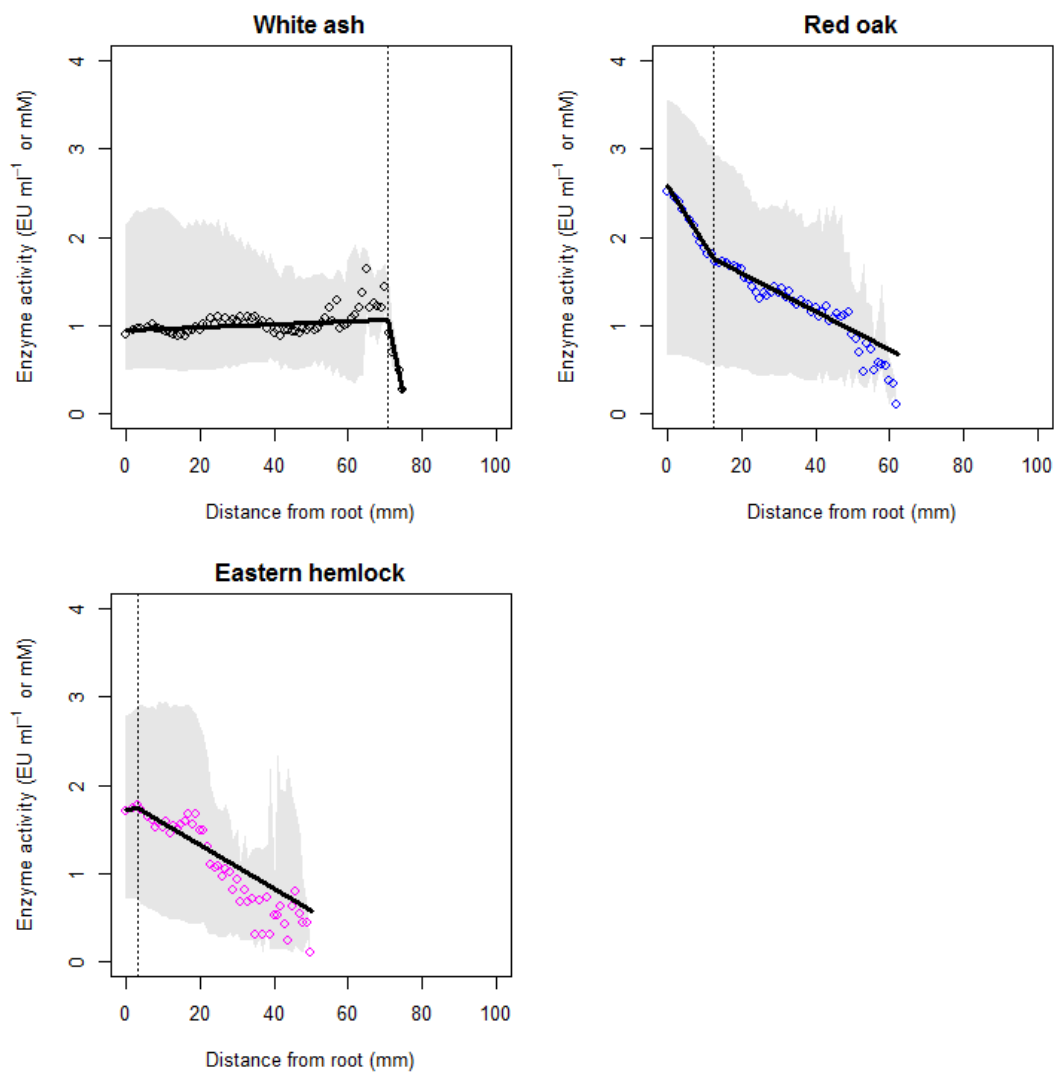 White ash
Enzyme activity (EU ml⁻¹ or mM)
4
3
2
1
0
0 20 40 60 80 100
Distance from root (mm)
Red oak
Enzyme activity (EU ml⁻¹ or mM)
4
3
2
1
0
0 20 40 60 80 100
Distance from root (mm)
Eastern hemlock
Enzyme activity (EU ml⁻¹ or mM)
4
3
2
1
0
0 20 40 60 80 100
Distance from root (mm)